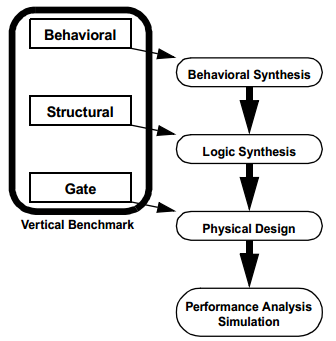 Behavioral
Behavioral Synthesis
Structural
Logic Synthesis
Gate
Vertical Benchmark
Physical Design
Performance Analysis
Simulation